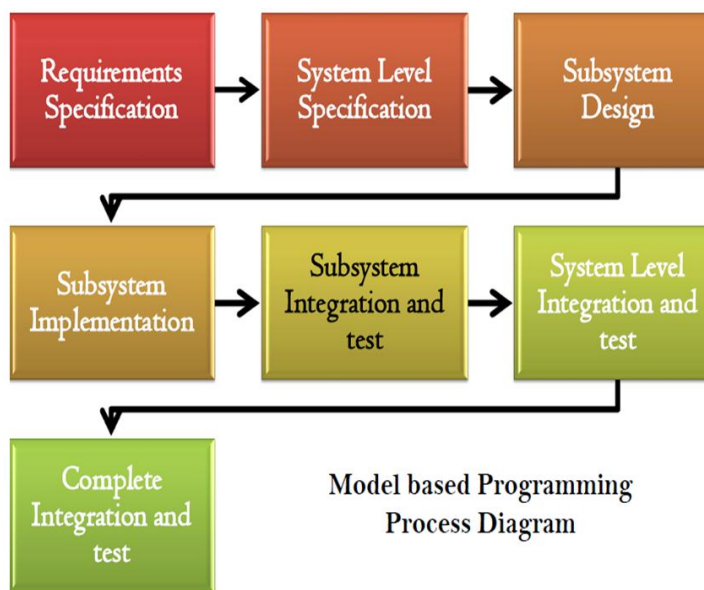 Requirements
Specification
System Level
Specification
Subsystem
Design
Subsystem
Implementation
Subsystem
Integration and
test
System Level
Integration and
test
Complete
Integration and
test
Model based Programming
Process Diagram